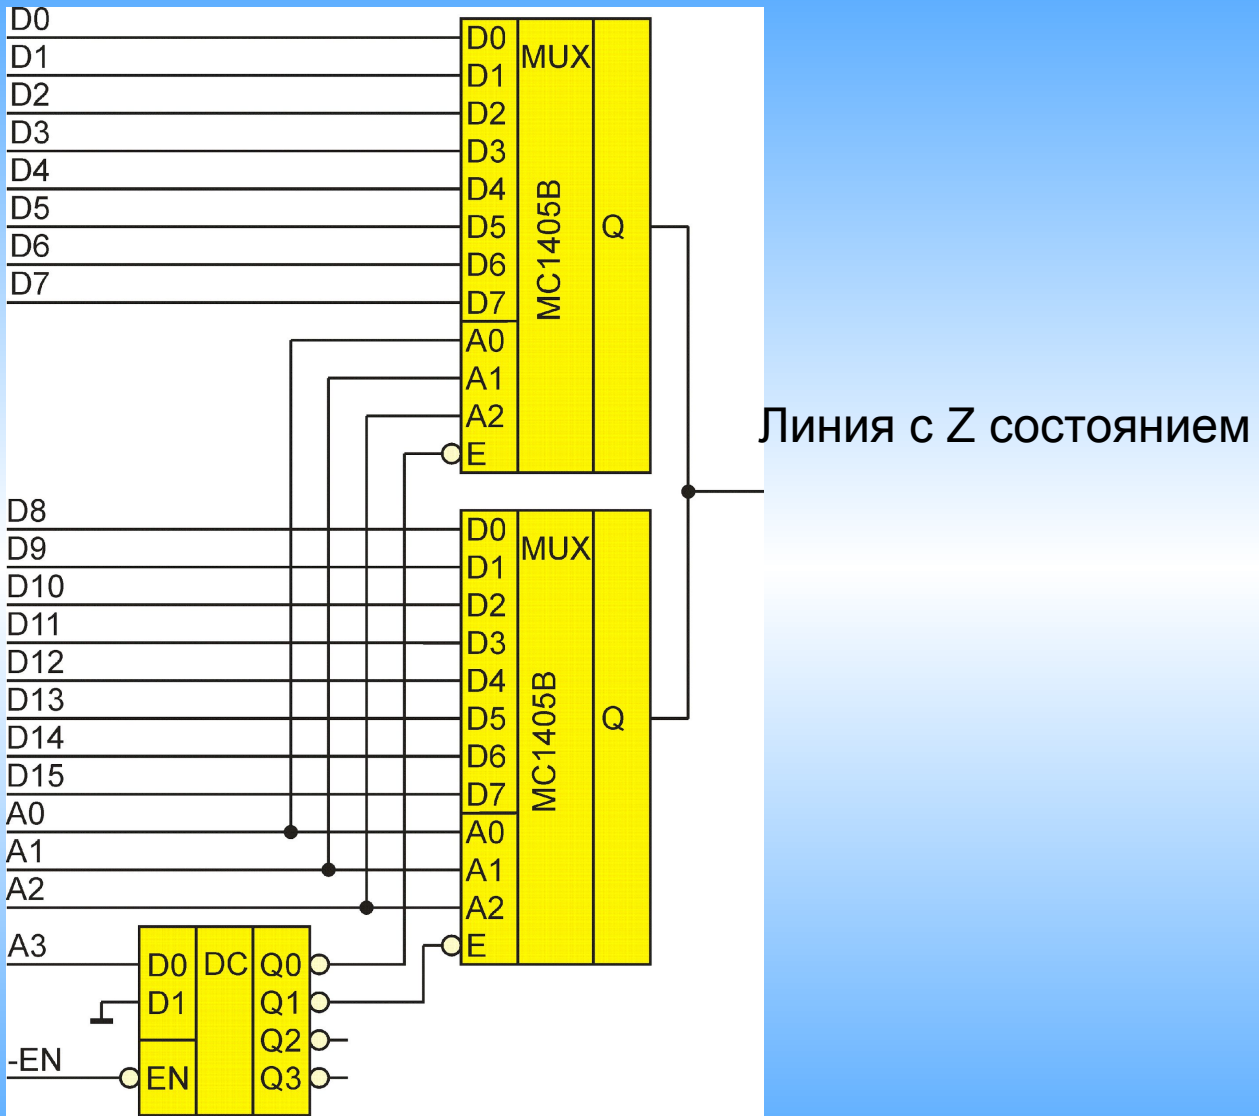 D0
D1
D2
D3
D4
D5
D6
D7
D0
D1
D2
D3
D4
D5
D6
D7
A0
A1
A2
E
MUX
MC1405B
Q
Линия с Z состоянием
D8
D9
D10
D11
D12
D13
D14
D15
A0
A1
A2
D0
D1
D2
D3
D4
D5
D6
D7
A0
A1
A2
E
MUX
MC1405B
Q
A3
-EN
D0
D1
EN
DC
Q0
Q1
Q2
Q3